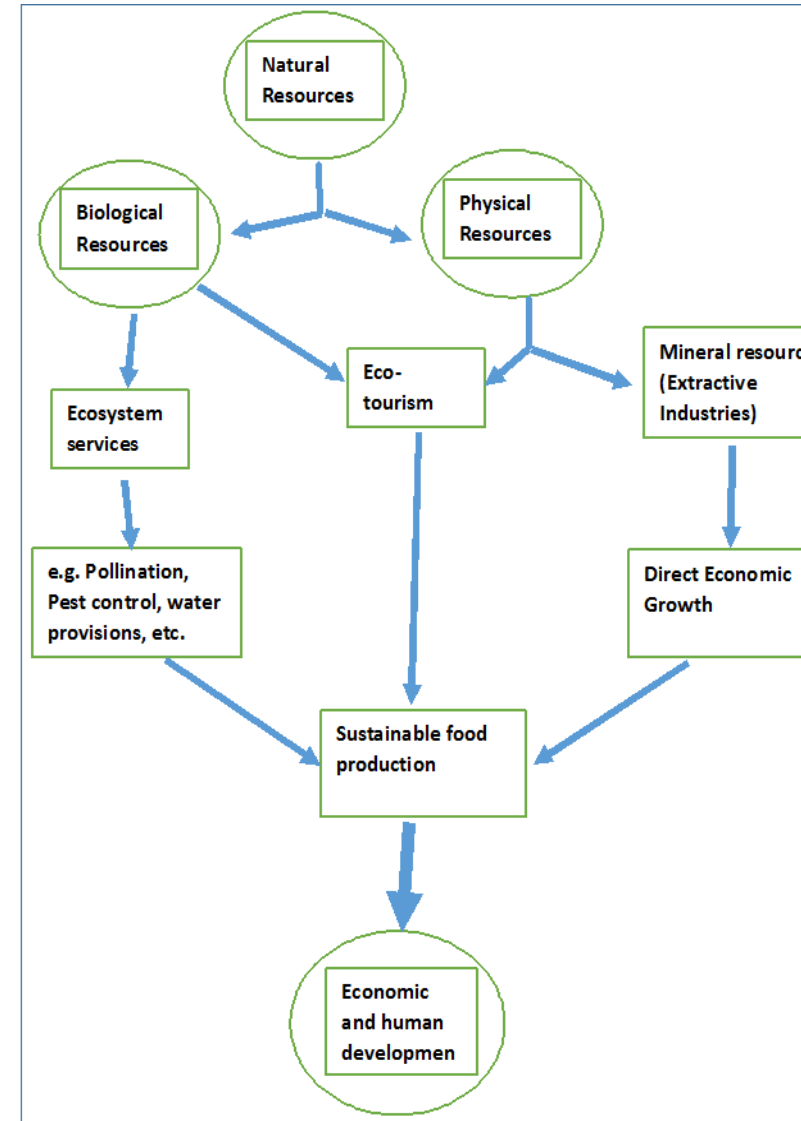 Natural
Resources
Biological
Resources
Physical
Resources
Eco-
tourism
Mineral resourc
(Extractive
Industries)
Ecosystem
services
e.g. Pollination,
Pest control, water
provisions, etc.
Direct Economic
Growth
Sustainable food
production
Economic
and human
developmen